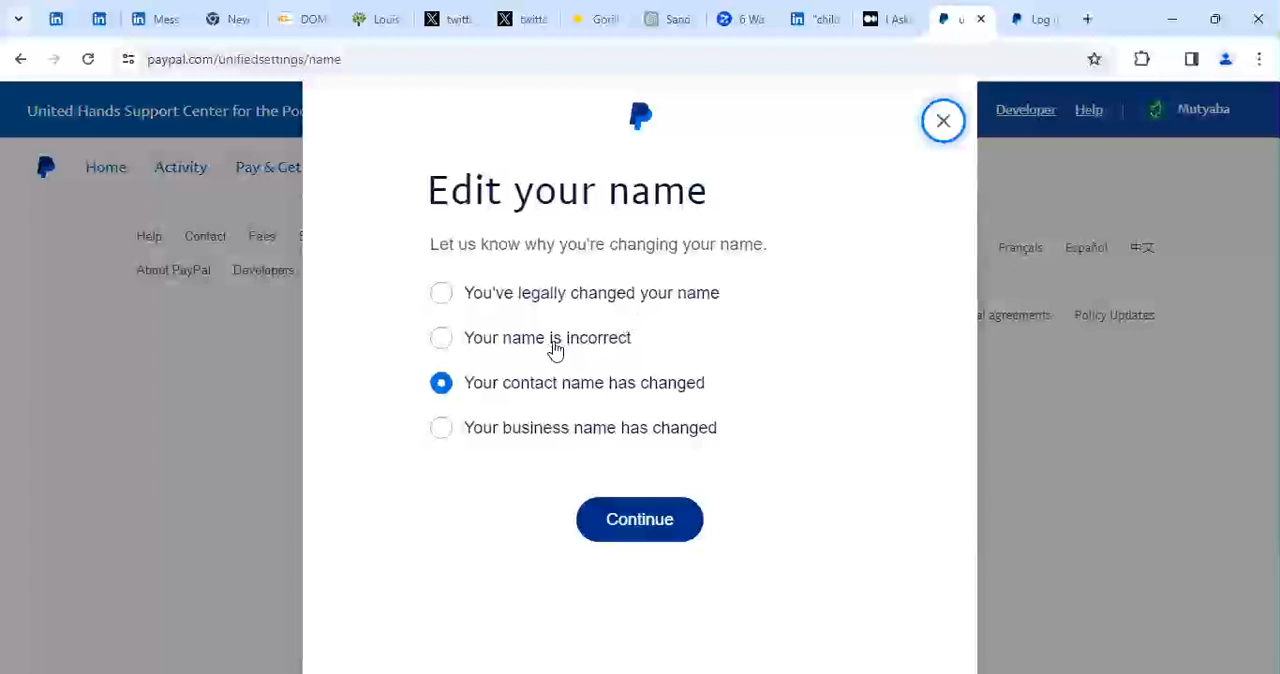 Mess
New
DOM
Louis
twitt
twitte
Goril
Sand
6 Wa
"chilo
I Ask
u
Log i
paypal.com/unifiedsettings/name
United Hands Support Center for the Poo
Developer
Help
Mutyaba
Home
Activity
Pay & Get
Edit your name
Let us know why you're changing your name.
Help
Contact
Fees
Français
Español
中文
About PayPal
Developers
You've legally changed your name
al agreements
Policy Updates
Your name is incorrect
Your contact name has changed
Your business name has changed
Continue